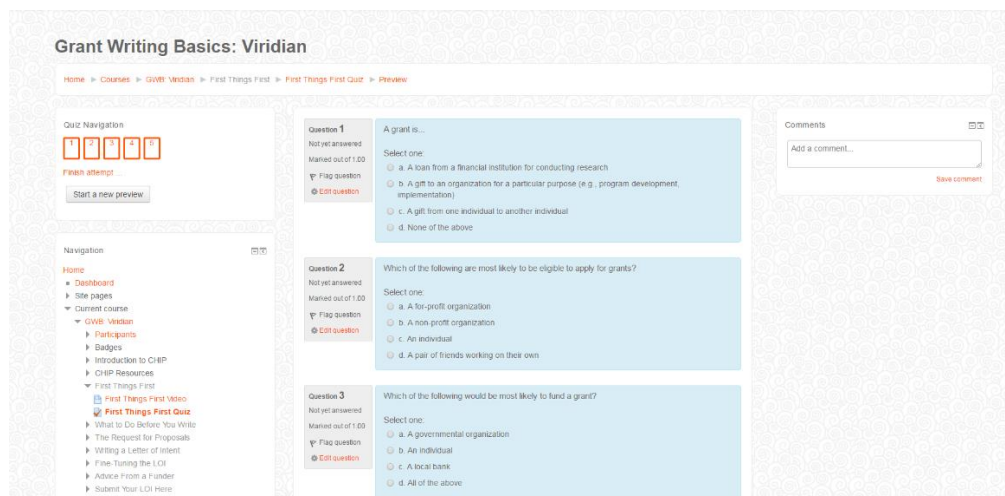 Grant Writing Basics: Viridian
Home ► Courses ► GWB: Viridian ► First Things First ► First Things First Quiz ► Preview
Quiz Navigation
1 2 3 4 5
Finish attempt ...
Start a new preview
Navigation
Home
Dashboard
Site pages
Current course
GWB: Viridian
Participants
Badges
Introduction to CHIP
CHIP Resources
First Things First
First Things First Video
First Things First Quiz
What to Do Before You Write
The Request for Proposals
Writing a Letter of Intent
Fine-Tuning the LOI
Advice From a Funder
Submit Your LOI Here
Question 1
Not yet answered
Marked out of 1.00
Flag question
Edit question
A grant is...
Select one:
a. A loan from a financial institution for conducting research
b. A gift to an organization for a particular purpose (e.g., program development,
implementation)
c. A gift from one individual to another individual
d. None of the above
Question 2
Not yet answered
Marked out of 1.00
Flag question
Edit question
Which of the following are most likely to be eligible to apply for grants?
Select one:
a. A for-profit organization
b. A non-profit organization
c. An individual
d. A pair of friends working on their own
Question 3
Not yet answered
Marked out of 1.00
Flag question
Edit question
Which of the following would be most likely to fund a grant?
Select one:
a. A governmental organization
b. An individual
c. A local bank
d. All of the above
Comments
Add a comment...
Save comment